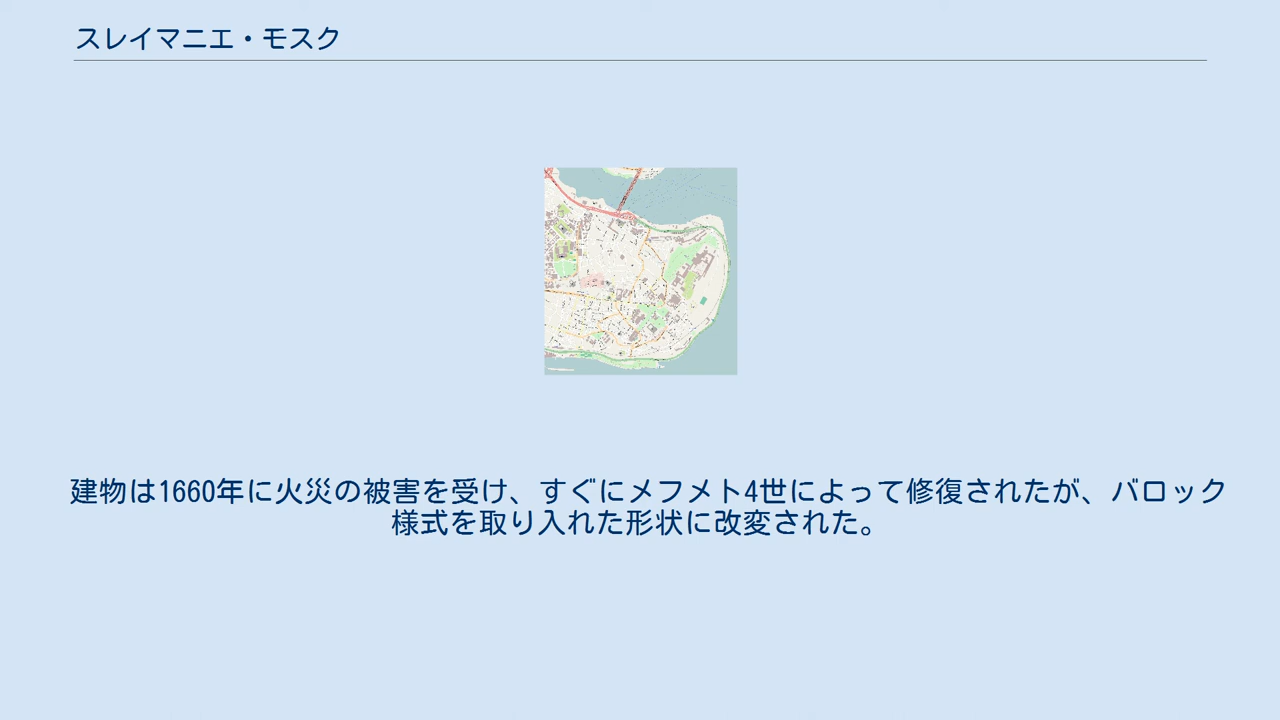 スレイマニエ・モスク
建物は1660年に火災の被害を受け、すぐにメフメト4世によって修復されたが、バロック
様式を取り入れた形状に改変された。